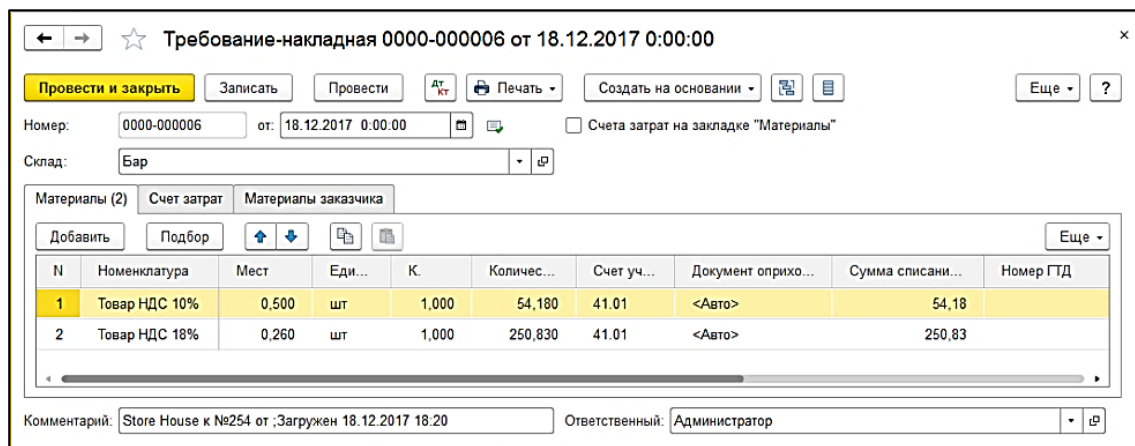 Требование-накладная 0000-000006 от 18.12.2017 0:00:00
Провести и закрыть Записать Провести Дт Кт Печать Создать на основании Еще ?
Номер: 0000-000006 от: 18.12.2017 0:00:00 Счета затрат на закладке "Материалы"
Склад: Бар
Материалы (2) Счет затрат Материалы заказчика
Добавить Подбор Еще
N Номенклатура Мест Еди... К. Количес... Счет уч... Документ оприхо... Сумма списани... Номер ГТД
1 Товар НДС 10% 0,500 шт 1,000 54,180 41.01 <Авто> 54,18
2 Товар НДС 18% 0,260 шт 1,000 250,830 41.01 <Авто> 250,83
Комментарий: Store House к №254 от ;Загружен 18.12.2017 18:20 Ответственный: Администратор